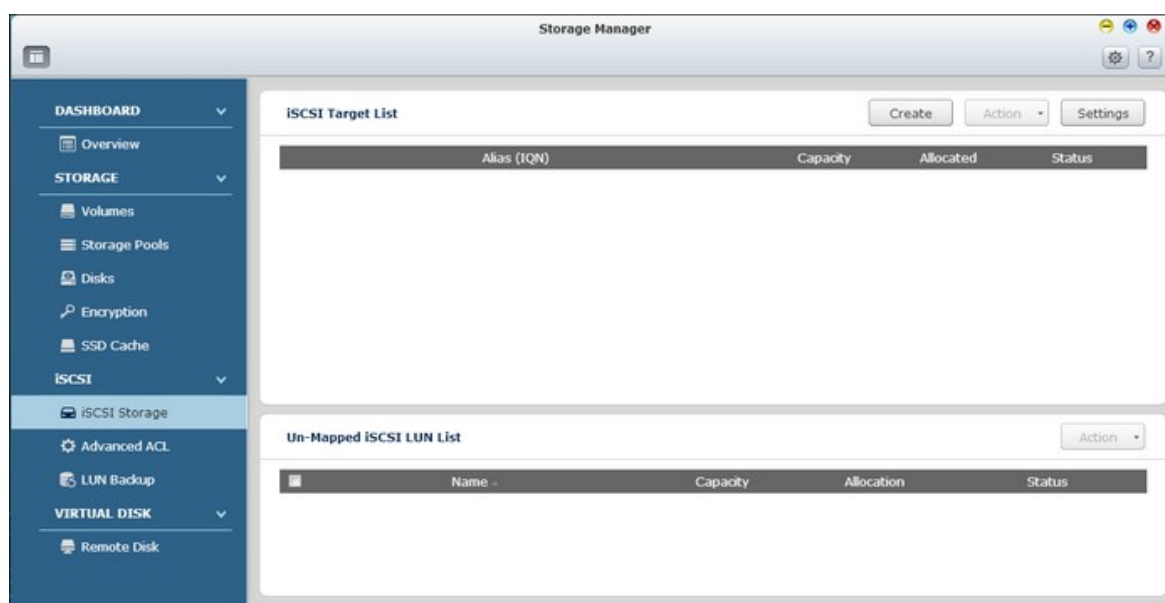 Storage Manager
?
DASHBOARD
Overview
STORAGE
Volumes
Storage Pools
Disks
Encryption
SSD Cache
iSCSI
iSCSI Storage
Advanced ACL
LUN Backup
VIRTUAL DISK
Remote Disk
iSCSI Target List
Create
Action
Settings
Alias (IQN) Capacity Allocated Status
Un-Mapped iSCSI LUN List
Action
Name Capacity Allocation Status